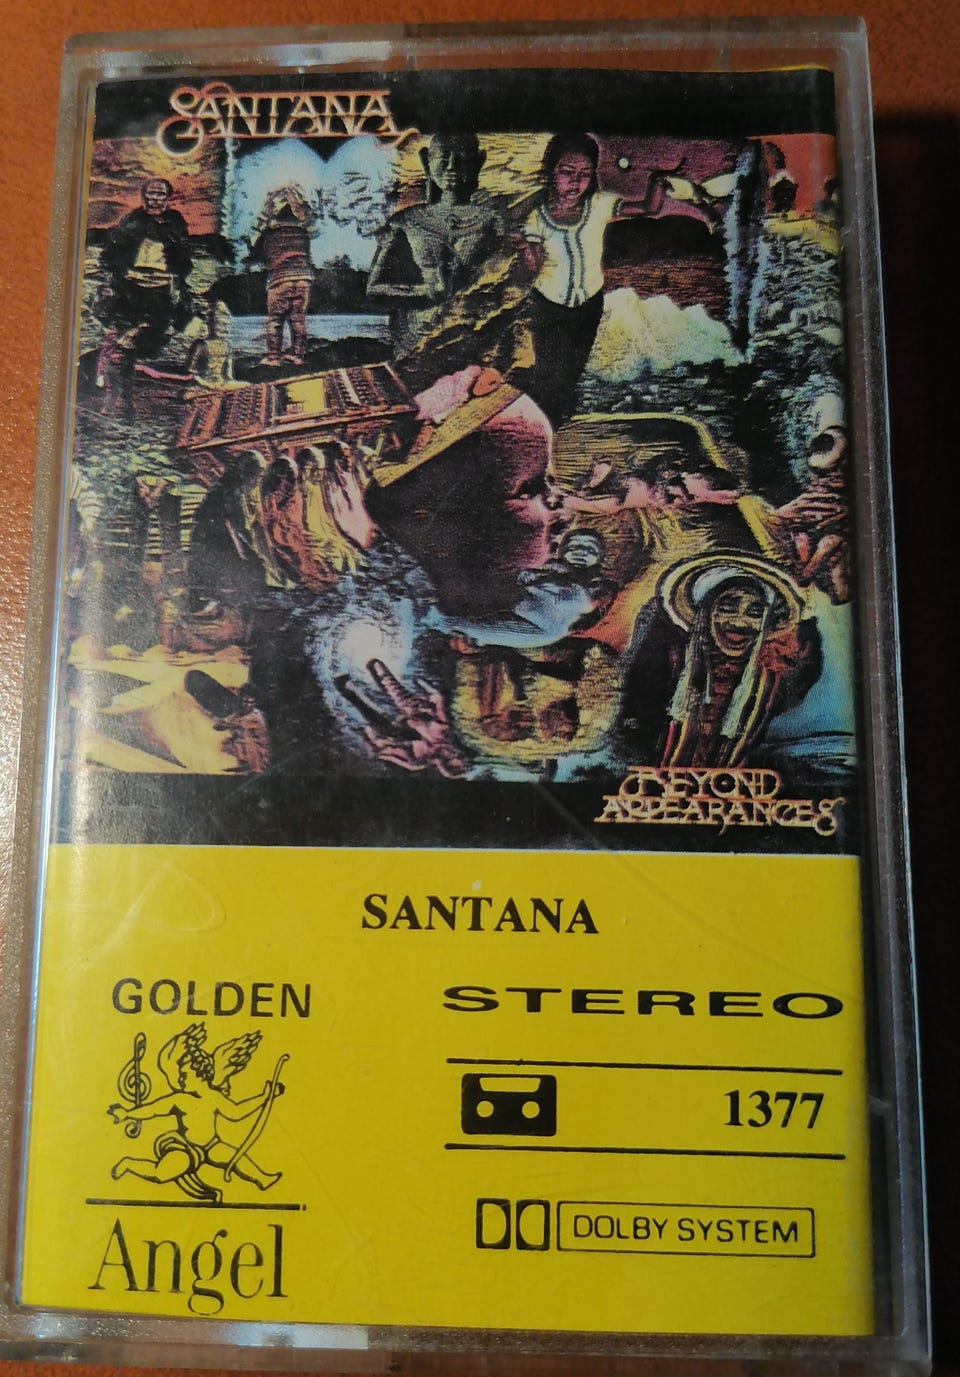 SANTANA
BEYOND
APPEARANCES
SANTANA
GOLDEN
Angel
STEREO
1377
DOLBY SYSTEM